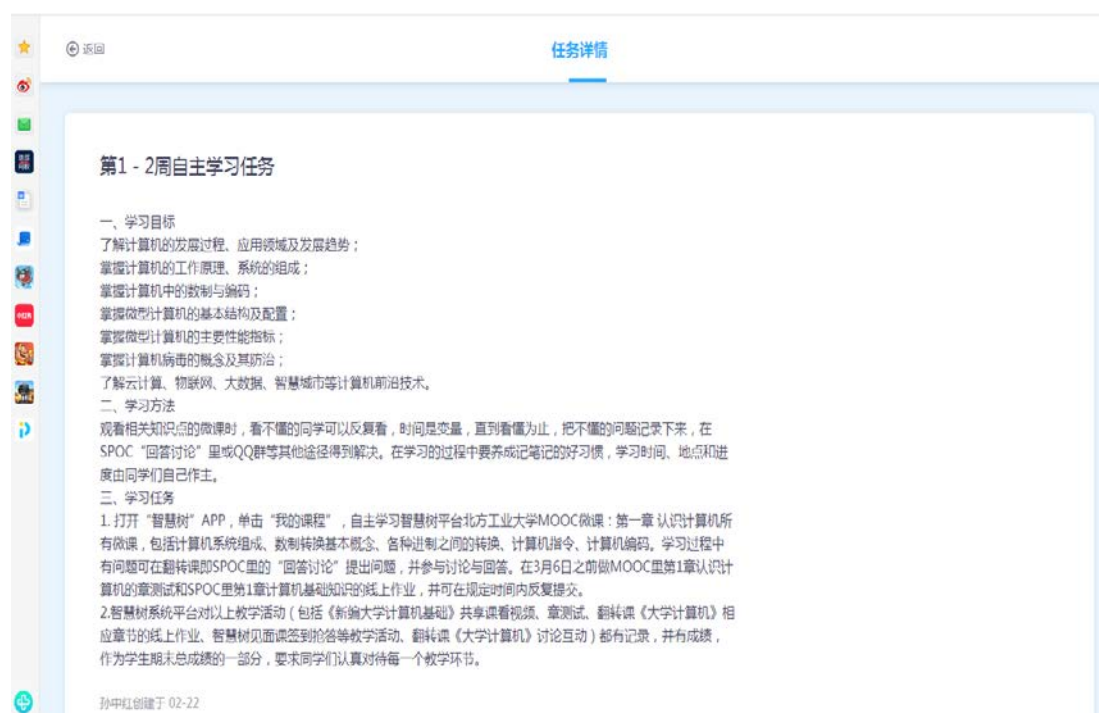 返回
任务详情
第1 - 2周自主学习任务
一、学习目标
了解计算机的发展过程、应用领域及发展趋势；
掌握计算机的工作原理、系统的组成；
掌握计算机中的数制与编码；
掌握微型计算机的基本结构及配置；
掌握微型计算机的主要性能指标；
掌握计算机病毒的概念及其防治；
了解云计算、物联网、大数据、智慧城市等计算机前沿技术。
二、学习方法
观看相关知识点的微课时，看不懂的同学可以反复看，时间是变量，直到看懂为止，把不懂的问题记录下来，在
SPOC“回答讨论”里或QQ群等其他途径得到解决。在学习的过程中要养成记笔记的好习惯，学习时间、地点和进
度由同学们自己作主。
三、学习任务
1. 打开“智慧树”APP，单击“我的课程”，自主学习智慧树平台北方工业大学MOOC微课：第一章 认识计算机所
有微课，包括计算机系统组成、数制转换基本概念、各种进制之间的转换、计算机指令、计算机编码。学习过程中
有问题可在翻转课即SPOC里的“回答讨论”提出问题，并参与讨论与回答。在3月6日之前做MOOC里第1章认识计
算机的章测试和SPOC里第1章计算机基础知识的线上作业，并可在规定时间内反复提交。
2.智慧树系统平台对以上教学活动（包括《新编大学计算机基础》共享课看视频、章测试、翻转课《大学计算机》相
应章节的线上作业、智慧树见面课签到抢答等教学活动、翻转课《大学计算机》讨论互动）都有记录，并有成绩，
作为学生期末总成绩的一部分，要求同学们认真对待每一个教学环节。
孙中红创建于 02-22